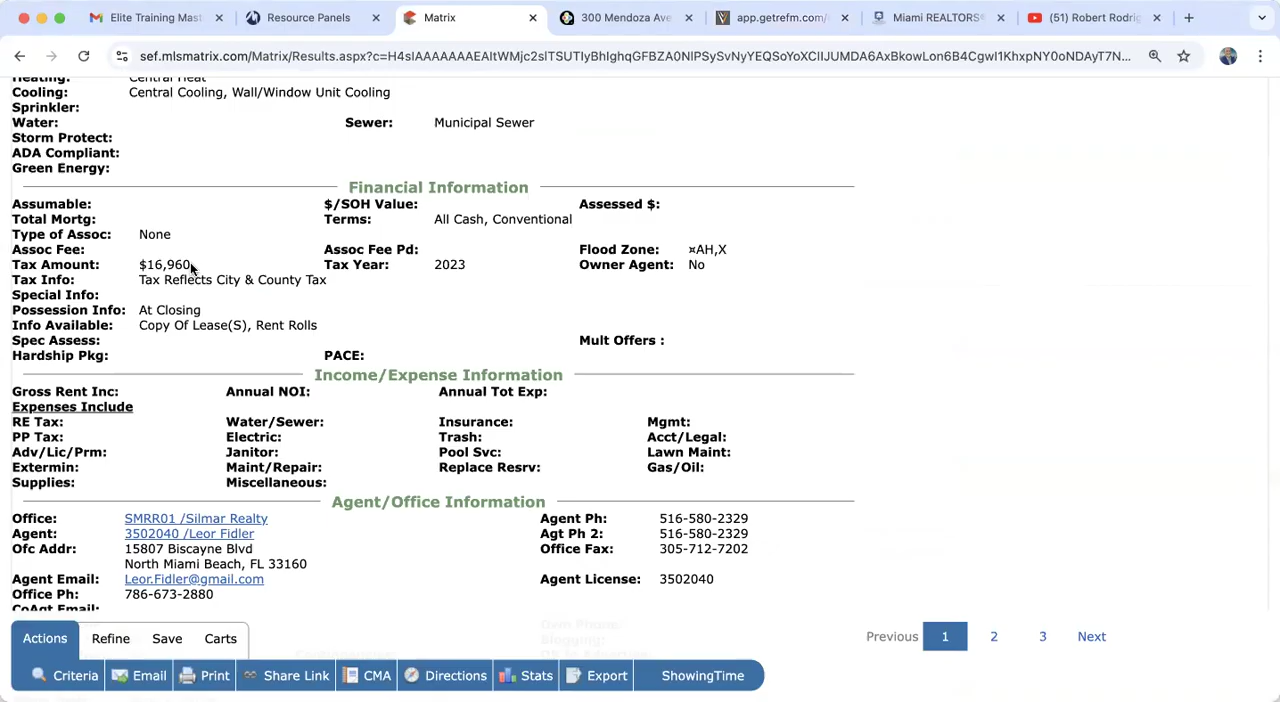 Elite Training Mast
Resource Panels
Matrix
300 Mendoza Ave
app.getrefm.com/
Miami REALTORS®
(51) Robert Rodrig
sef.mlsmatrix.com/Matrix/Results.aspx?c=H4sIAAAAAAAEAItWMjc2slTSUTIyBhIghqGFBZA0NlPSySvNyYEQSoYoXCIIJUMDA6AxBkowLon6B4CgwI1KhxpNY0oNDAyT7N...
Heating: Central Heat
Cooling: Central Cooling, Wall/Window Unit Cooling
Sprinkler:
Water: Sewer: Municipal Sewer
Storm Protect:
ADA Compliant:
Green Energy:
Financial Information
Assumable: $/SOH Value: Assessed $:
Total Mortg: Terms: All Cash, Conventional
Type of Assoc: None
Assoc Fee: Assoc Fee Pd: Flood Zone: ¤AH,X
Tax Amount: $16,960 Tax Year: 2023 Owner Agent: No
Tax Info: Tax Reflects City & County Tax
Special Info:
Possession Info: At Closing
Info Available: Copy Of Lease(S), Rent Rolls
Spec Assess: Mult Offers :
Hardship Pkg: PACE:
Income/Expense Information
Gross Rent Inc: Annual NOI: Annual Tot Exp:
Expenses Include
RE Tax: Water/Sewer: Insurance: Mgmt:
PP Tax: Electric: Trash: Acct/Legal:
Adv/Lic/Prm: Janitor: Pool Svc: Lawn Maint:
Extermin: Maint/Repair: Replace Resrv: Gas/Oil:
Supplies: Miscellaneous:
Agent/Office Information
Office: SMRR01 /Silmar Realty Agent Ph: 516-580-2329
Agent: 3502040 /Leor Fidler Agt Ph 2: 516-580-2329
Ofc Addr: 15807 Biscayne Blvd Office Fax: 305-712-7202
North Miami Beach, FL 33160
Agent Email: Leor.Fidler@gmail.com Agent License: 3502040
Office Ph: 786-673-2880
CoAgt Email:
Actions Refine Save Carts
Previous 1 2 3 Next
Criteria Email Print Share Link CMA Directions Stats Export ShowingTime